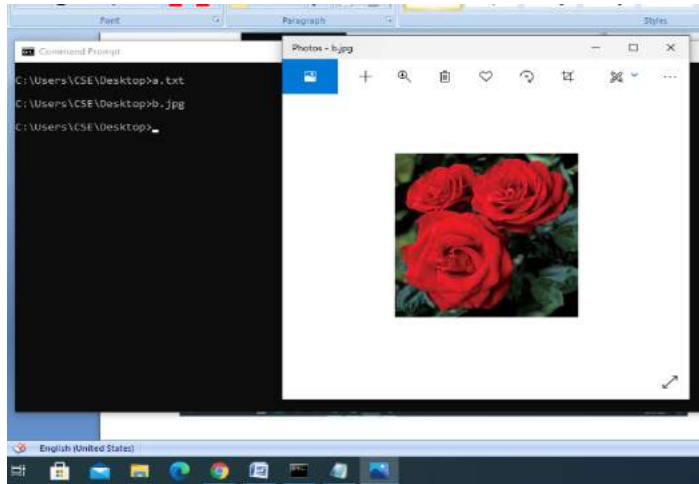 Font
Paragraph
Styles
Command Prompt
Photos - b.jpg
C:\Users\CSE\Desktop>a.txt
C:\Users\CSE\Desktop>b.jpg
C:\Users\CSE\Desktop>
English (United States)